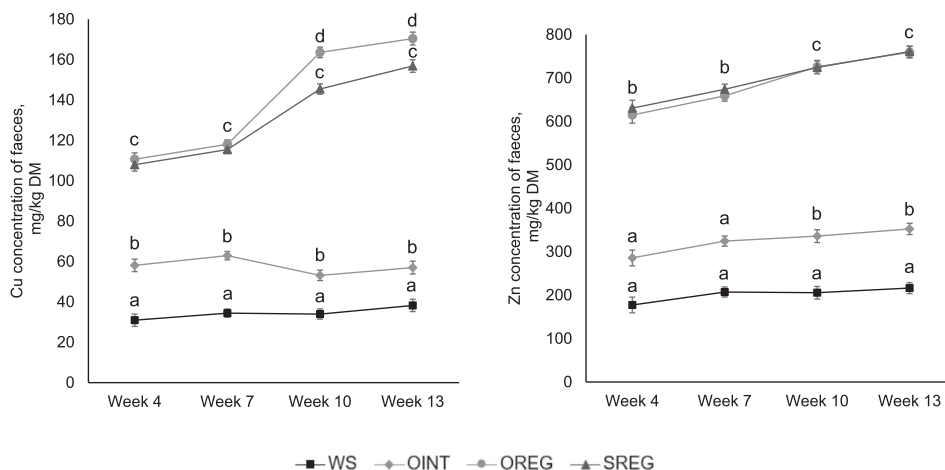 Cu concentration of faeces,
mg/kg DM
180
160
140
120
100
80
60
40
20
0
d d
c c
c c
b b b b
a a a a
Week 4 Week 7 Week 10 Week 13
Zn concentration of faeces,
mg/kg DM
800
700
600
500
400
300
200
100
0
b b c c
a a b b
a a a a
Week 4 Week 7 Week 10 Week 13
WS OINT OREG SREG